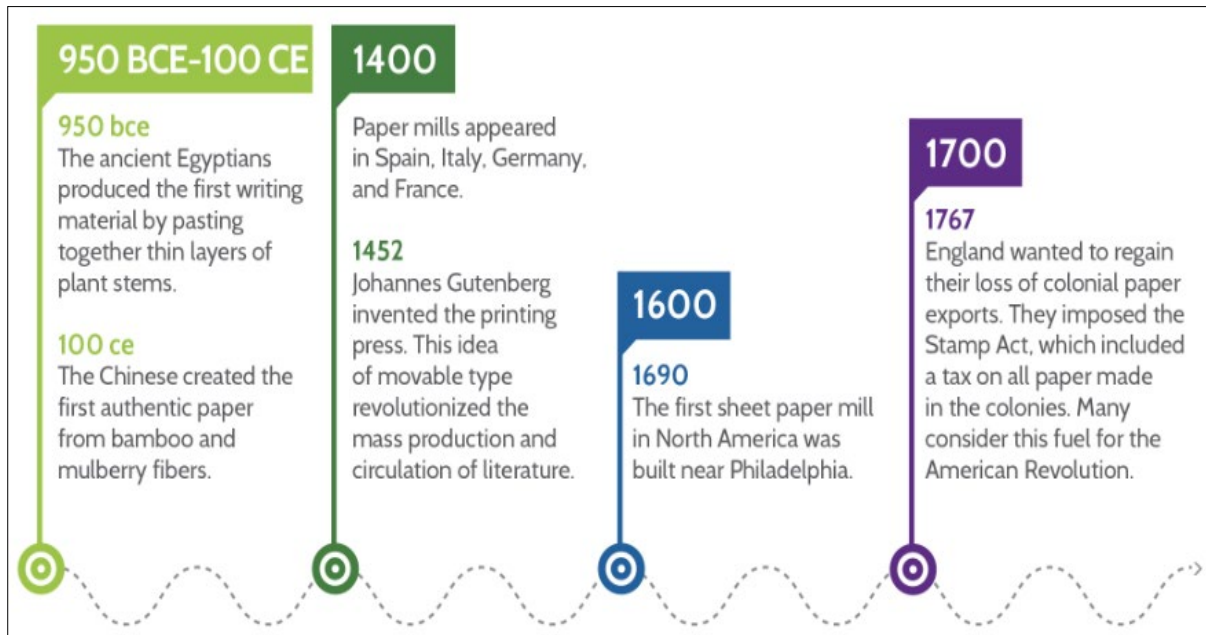 950 BCE-100 CE
950 bce
The ancient Egyptians
produced the first writing
material by pasting
together thin layers of
plant stems.
100 ce
The Chinese created the
first authentic paper
from bamboo and
mulberry fibers.
1400
Paper mills appeared
in Spain, Italy, Germany,
and France.
1452
Johannes Gutenberg
invented the printing
press. This idea
of movable type
revolutionized the
mass production and
circulation of literature.
1600
1690
The first sheet paper mill
in North America was
built near Philadelphia.
1700
1767
England wanted to regain
their loss of colonial paper
exports. They imposed the
Stamp Act, which included
a tax on all paper made
in the colonies. Many
consider this fuel for the
American Revolution.